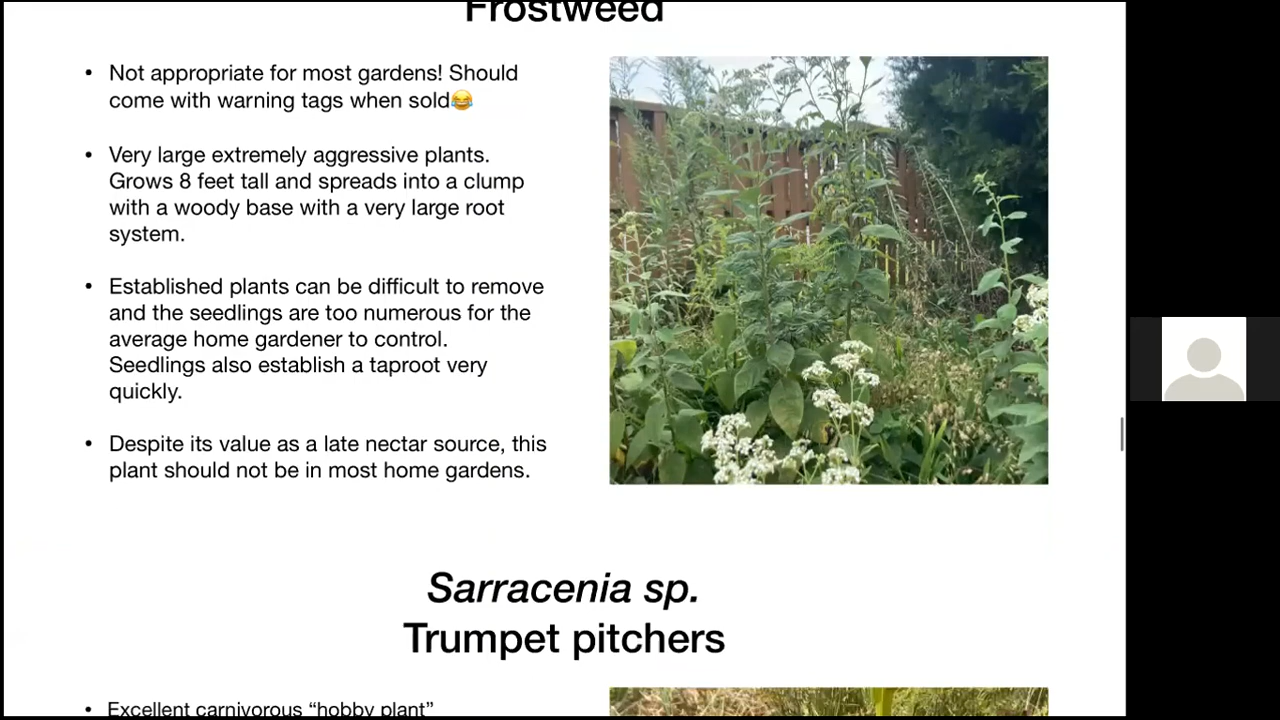 Frostweed
• Not appropriate for most gardens! Should
come with warning tags when sold😂
• Very large extremely aggressive plants.
Grows 8 feet tall and spreads into a clump
with a woody base with a very large root
system.
• Established plants can be difficult to remove
and the seedlings are too numerous for the
average home gardener to control.
Seedlings also establish a taproot very
quickly.
• Despite its value as a late nectar source, this
plant should not be in most home gardens.
Sarracenia sp.
Trumpet pitchers
• Excellent carnivorous “hobby plant”